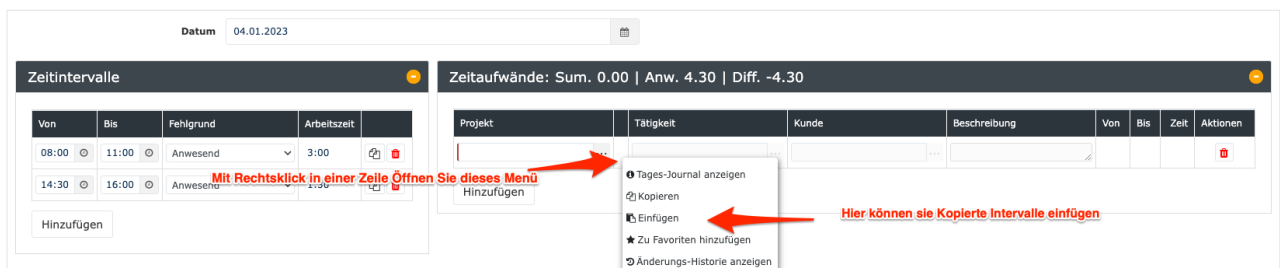 Datum 04.01.2023
Zeitintervalle
Von Bis Fehlgrund Arbeitszeit
08:00 11:00 Anwesend 3:00
14:30 16:00 Anwesend 1:30
Hinzufügen
Zeitaufwände: Sum. 0.00 | Anw. 4.30 | Diff. -4.30
Projekt Tätigkeit Kunde Beschreibung Von Bis Zeit Aktionen
... ... ...
Mit Rechtsklick in einer Zeile Öffnen Sie dieses Menü
Hinzufügen
Tages-Journal anzeigen
Kopieren
Einfügen
Hier können sie Kopierte Intervalle einfügen
Zu Favoriten hinzufügen
Änderungs-Historie anzeigen